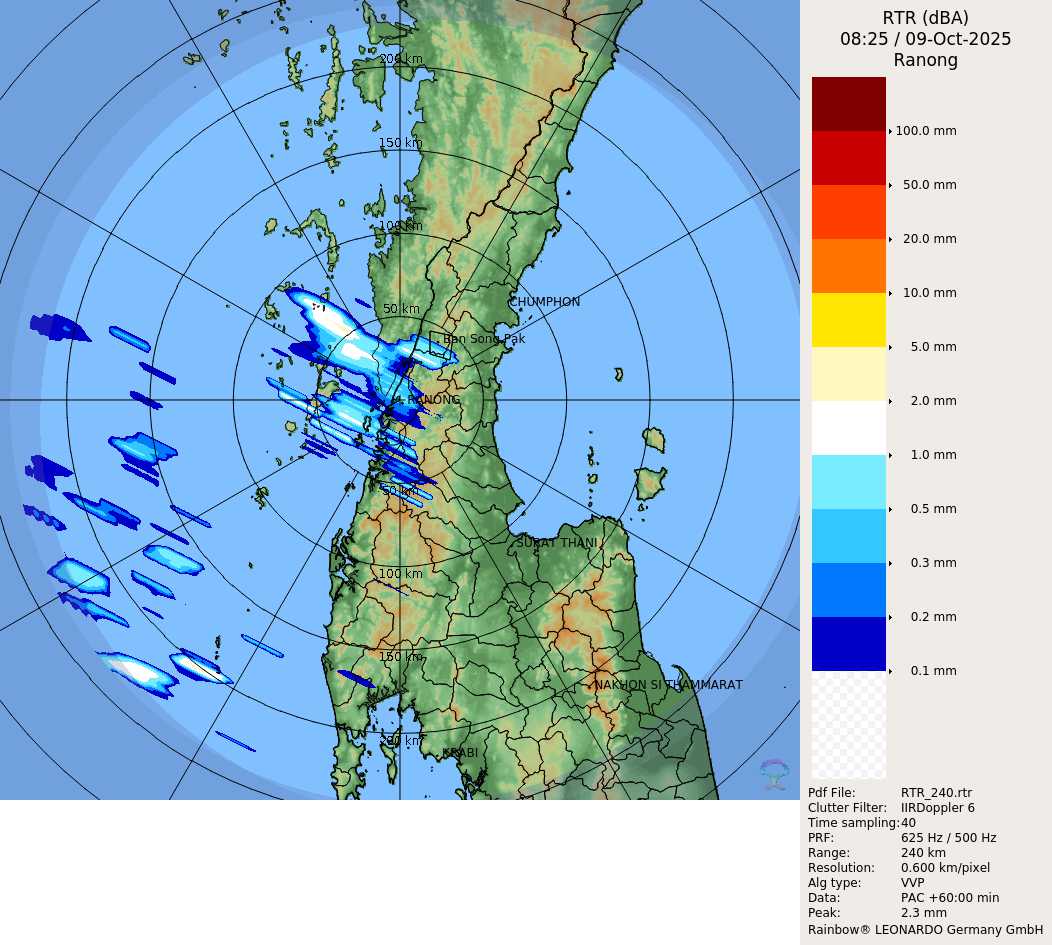 RTR (dBA)
08:25 / 09-Oct-2025
Ranong
200 km
150 km
100 km
50 km
CHUMPHON
Ban Song Pak
RANONG
50 km
SURAT THANI
100 km
150 km
NAKHON SI THAMMARAT
200 km
KRABI
100.0 mm
50.0 mm
20.0 mm
10.0 mm
5.0 mm
2.0 mm
1.0 mm
0.5 mm
0.3 mm
0.2 mm
0.1 mm
Pdf File: RTR_240.rtr
Clutter Filter: IIRDoppler 6
Time sampling:40
PRF: 625 Hz / 500 Hz
Range: 240 km
Resolution: 0.600 km/pixel
Alg type: VVP
Data: PAC +60:00 min
Peak: 2.3 mm
Rainbow® LEONARDO Germany GmbH